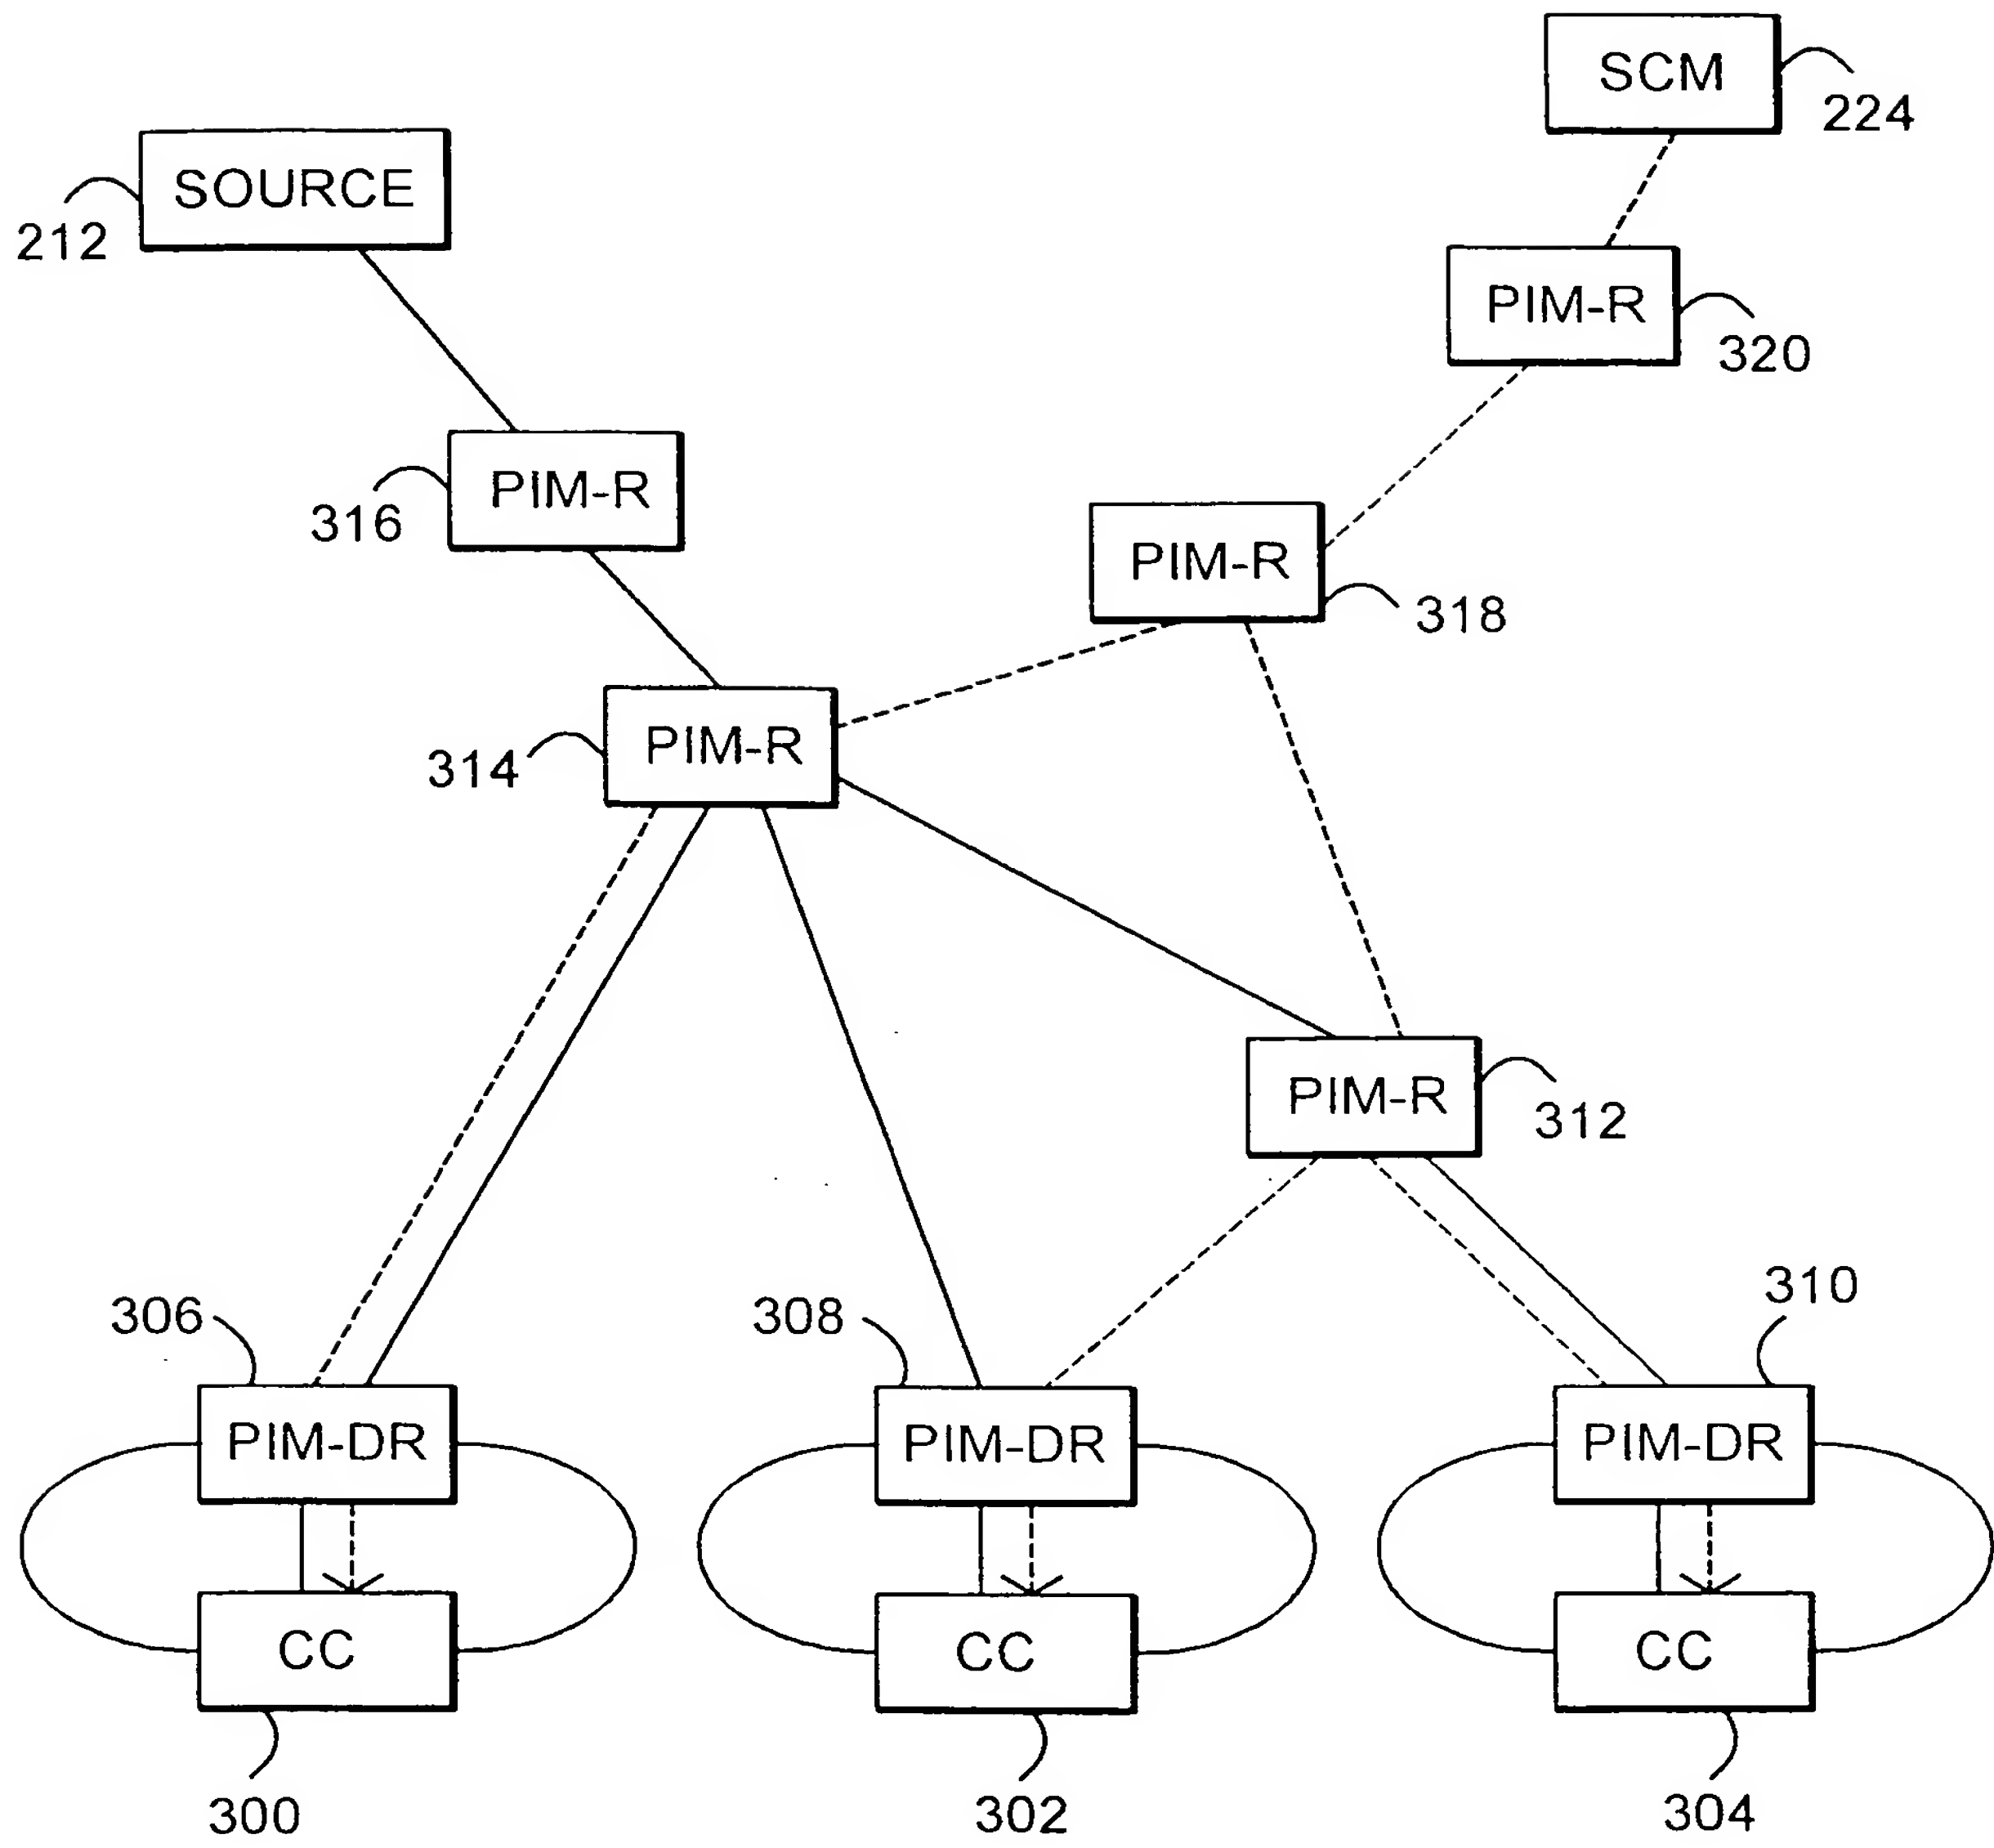 SCM
224
SOURCE
212
PIM-R
320
PIM-R
316
PIM-R
318
PIM-R
314
PIM-R
312
306
308
310
PIM-DR
PIM-DR
PIM-DR
CC
CC
CC
300
302
304